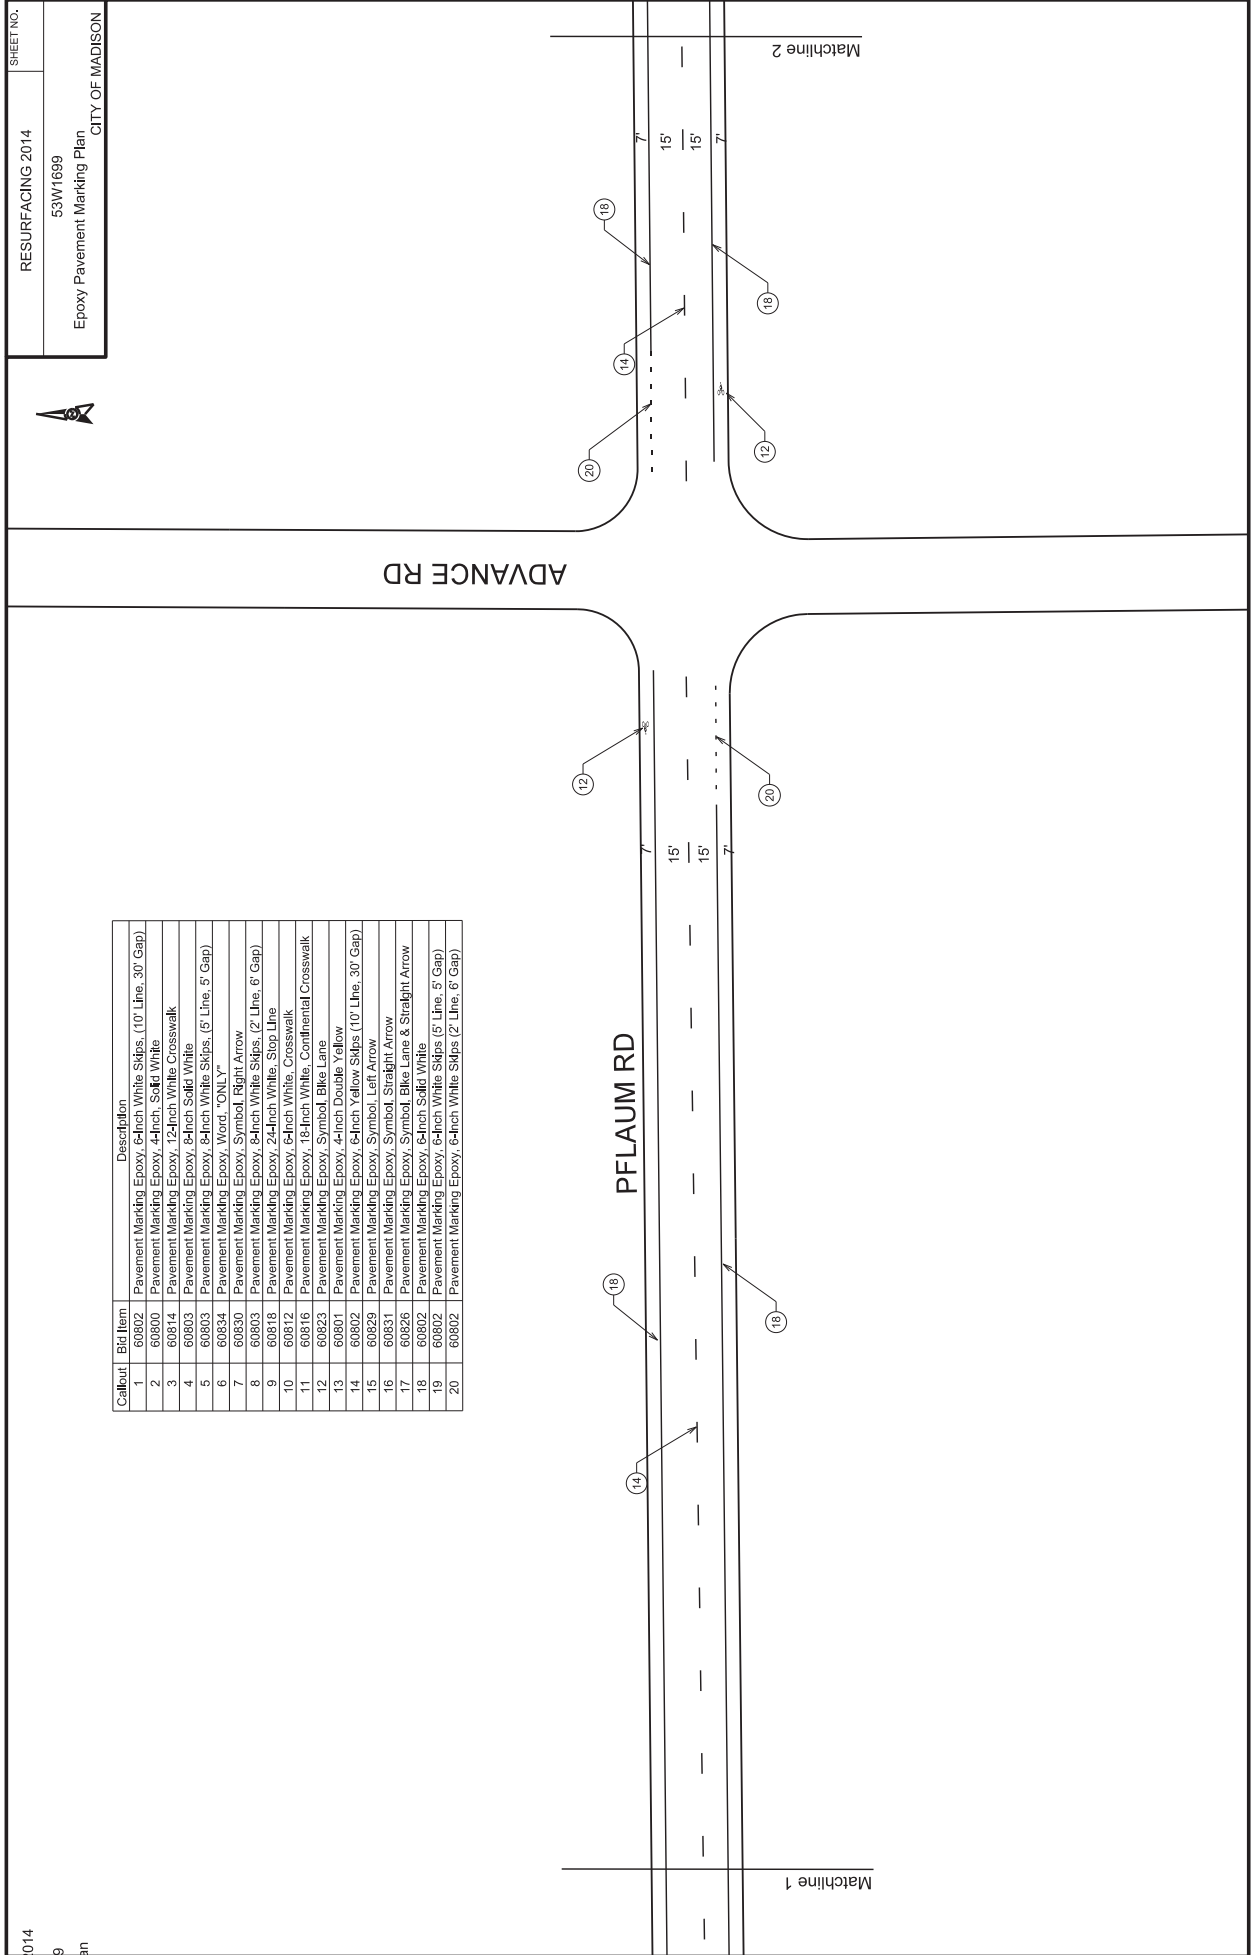 SHEET NO.
RESURFACING 2014
53W1699
Epoxy Pavement Marking Plan
CITY OF MADISON
Callout Bid Item Description
1 60802 Pavement Marking Epoxy, 6-Inch White Skips, (10' Line, 30' Gap)
2 60800 Pavement Marking Epoxy, 4-Inch, Solid White
3 60814 Pavement Marking Epoxy, 12-Inch White Crosswalk
4 60803 Pavement Marking Epoxy, 8-Inch Solid White
5 60803 Pavement Marking Epoxy, 8-Inch White Skips, (5' Line, 5' Gap)
6 60834 Pavement Marking Epoxy, Word, "ONLY"
7 60830 Pavement Marking Epoxy, Symbol, Right Arrow
8 60803 Pavement Marking Epoxy, 8-Inch White Skips, (2' Line, 6' Gap)
9 60818 Pavement Marking Epoxy, 24-Inch White, Stop Line
10 60812 Pavement Marking Epoxy, 6-Inch White, Crosswalk
11 60816 Pavement Marking Epoxy, 18-Inch White, Continental Crosswalk
12 60823 Pavement Marking Epoxy, Symbol, Bike Lane
13 60801 Pavement Marking Epoxy, 4-Inch Double Yellow
14 60802 Pavement Marking Epoxy, 6-Inch Yellow Skips (10' Line, 30' Gap)
15 60829 Pavement Marking Epoxy, Symbol, Left Arrow
16 60831 Pavement Marking Epoxy, Symbol, Straight Arrow
17 60826 Pavement Marking Epoxy, Symbol, Bike Lane & Straight Arrow
18 60802 Pavement Marking Epoxy, 6-Inch Solid White
19 60802 Pavement Marking Epoxy, 6-Inch White Skips (5' Line, 5' Gap)
20 60802 Pavement Marking Epoxy, 6-Inch White Skips (2' Line, 6' Gap)
ADVANCE RD
PFLAUM RD
Matchline 1
Matchline 2
14
18
18
12
20
7'
15'
15'
7'
20
14
18
12
18
7'
15'
15'
7'
2014
9
an